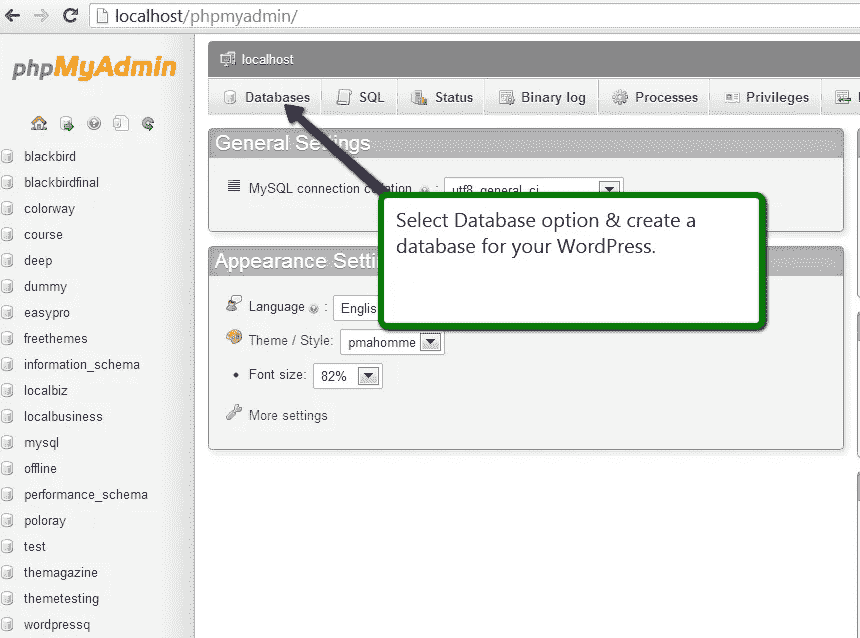 localhost/phpmyadmin/
phpMyAdmin
blackbird
blackbirdfinal
colorway
course
deep
dummy
easypro
freethemes
information_schema
localbiz
localbusiness
mysql
offline
performance_schema
poloray
test
themagazine
themetesting
wordpressq
localhost
Databases SQL Status Binary log Processes Privileges
General Settings
MySQL connection collation : utf8_general_ci
Select Database option & create a
database for your WordPress.
Appearance Setti
Language : Englis
Theme / Style: pmahomme
Font size: 82%
More settings